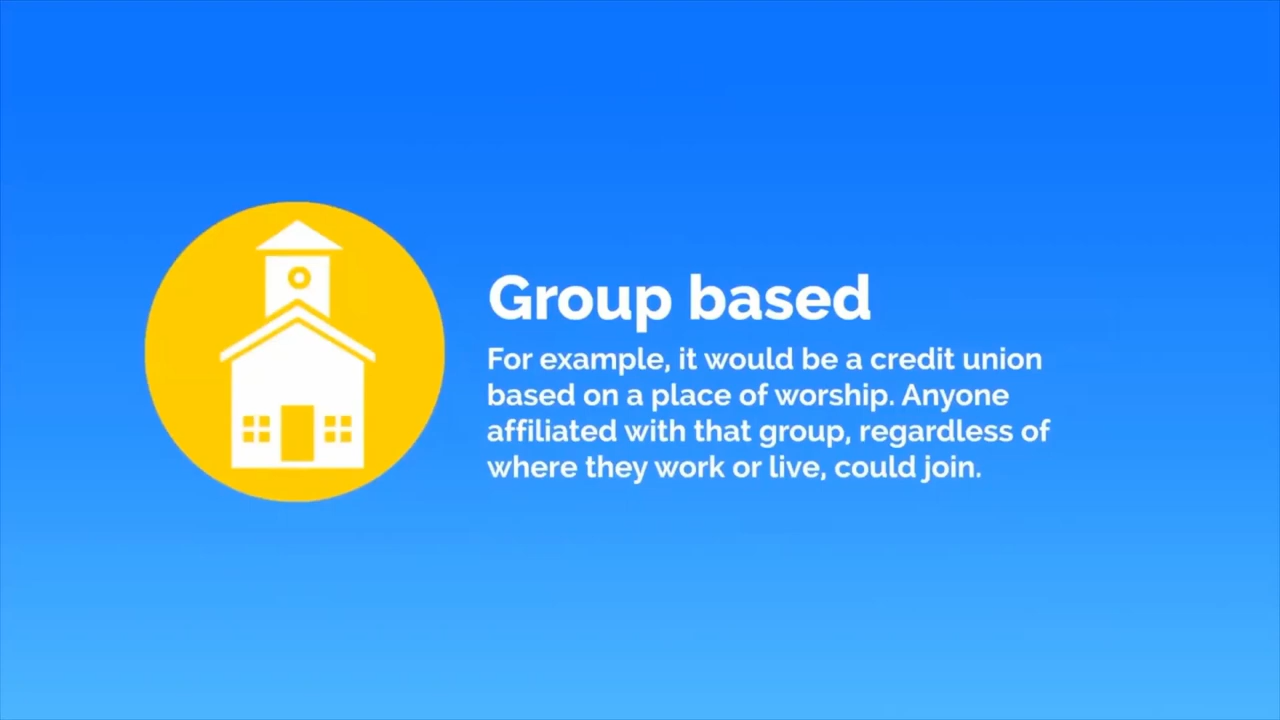 Group based
For example, it would be a credit union
based on a place of worship. Anyone
affiliated with that group, regardless of
where they work or live, could join.